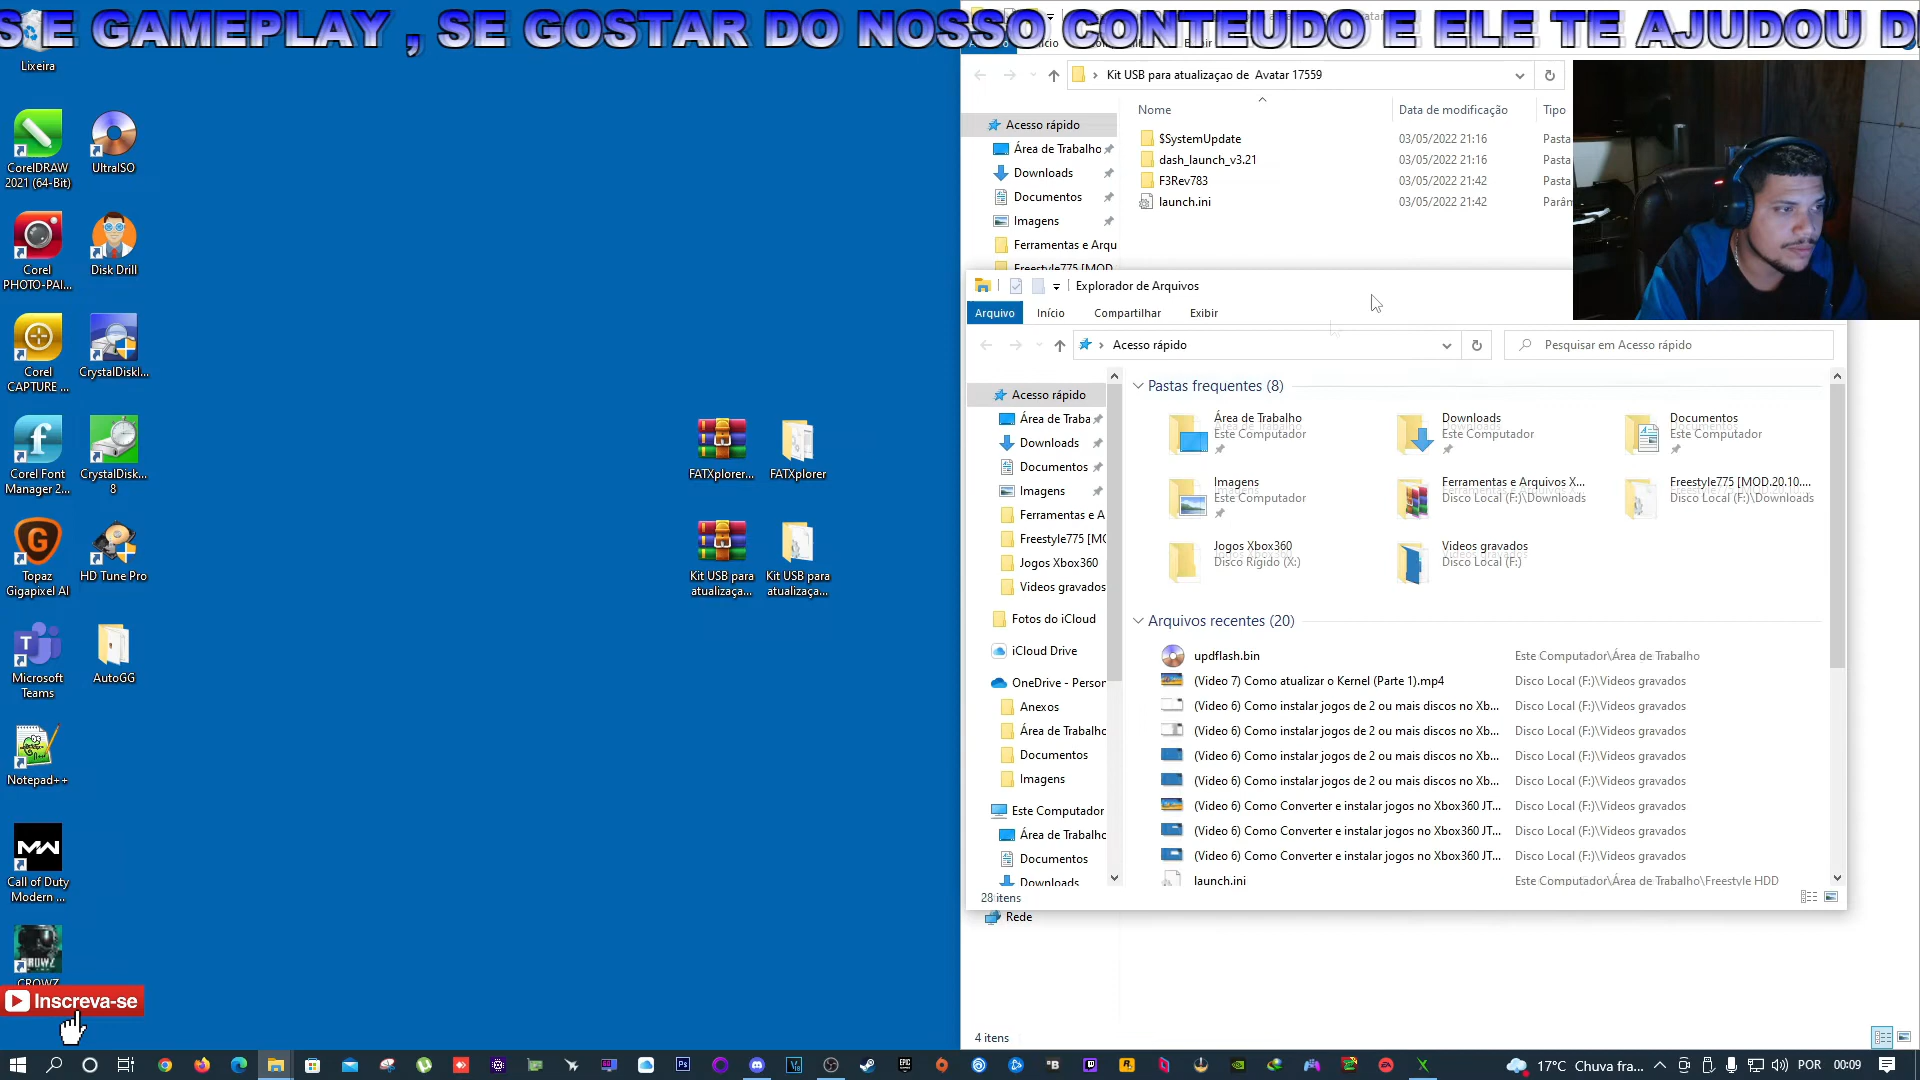 SE GAMEPLAY , SE GOSTAR DO NOSSO CONTEUDO E ELE TE AJUDOU D
Lixeira
CorelDRAW
2021 (64-Bit)
UltraISO
Corel
PHOTO-PAI...
Disk Drill
Corel
CAPTURE ...
CrystalDiskI...
Corel Font
Manager 2...
CrystalDisk...
8
Topaz
Gigapixel AI
HD Tune Pro
Microsoft
Teams
AutoGG
Notepad++
Call of Duty
Modern ...
CROWZ
Inscreva-se
FATXplorer...
FATXplorer
Kit USB para
atualizaça...
Kit USB para
atualizaça...
Kit USB para atualizaçao de  Avatar 17559
Nome
Data de modificação
Tipo
Acesso rápido
Área de Trabalho
Downloads
Documentos
Imagens
Ferramentas e Arqu
Freestyle775 [MOD
$SystemUpdate
03/05/2022 21:16
Pasta
dash_launch_v3.21
03/05/2022 21:16
Pasta
F3Rev783
03/05/2022 21:42
Pasta
launch.ini
03/05/2022 21:42
Parân
Explorador de Arquivos
Arquivo
Início
Compartilhar
Exibir
Acesso rápido
Pesquisar em Acesso rápido
Acesso rápido
Área de Traba
Downloads
Documentos
Imagens
Ferramentas e A
Freestyle775 [MO
Jogos Xbox360
Videos gravados
Fotos do iCloud
iCloud Drive
OneDrive - Person
Anexos
Área de Trabalho
Documentos
Imagens
Este Computador
Área de Trabalho
Documentos
Downloads
Pastas frequentes (8)
Área de Trabalho
Este Computador
Downloads
Este Computador
Documentos
Este Computador
Imagens
Este Computador
Ferramentas e Arquivos X...
Disco Local (F:)\Downloads
Freestyle775 [MOD.20.10....
Disco Local (F:)\Downloads
Jogos Xbox360
Disco Rígido (X:)
Videos gravados
Disco Local (F:)
Arquivos recentes (20)
updflash.bin
Este Computador\Área de Trabalho
(Video 7) Como atualizar o Kernel (Parte 1).mp4
Disco Local (F:)\Videos gravados
(Video 6) Como instalar jogos de 2 ou mais discos no Xb...
Disco Local (F:)\Videos gravados
(Video 6) Como instalar jogos de 2 ou mais discos no Xb...
Disco Local (F:)\Videos gravados
(Video 6) Como instalar jogos de 2 ou mais discos no Xb...
Disco Local (F:)\Videos gravados
(Video 6) Como instalar jogos de 2 ou mais discos no Xb...
Disco Local (F:)\Videos gravados
(Video 6) Como Converter e instalar jogos no Xbox360 JT...
Disco Local (F:)\Videos gravados
(Video 6) Como Converter e instalar jogos no Xbox360 JT...
Disco Local (F:)\Videos gravados
(Video 6) Como Converter e instalar jogos no Xbox360 JT...
Disco Local (F:)\Videos gravados
launch.ini
Este Computador\Área de Trabalho\Freestyle HDD
28 itens
Rede
4 itens
17°C
Chuva fra...
POR
00:09